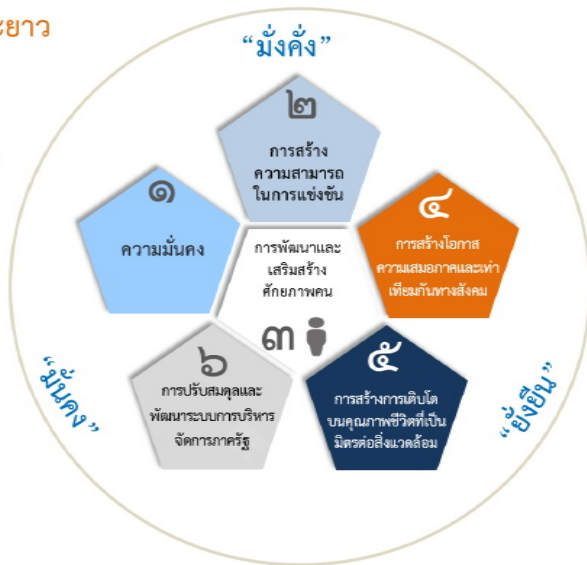 ะยาว
“มั่งคั่ง”
๒
การสร้าง
ความสามารถ
ในการแข่งขัน
๑
ความมั่นคง
๔
การสร้างโอกาส
ความเสมอภาคและเท่า
เทียมกันทางสังคม
การพัฒนาและ
เสริมสร้าง
ศักยภาพคน
๓
๖
การปรับสมดุลและ
พัฒนาระบบการบริหาร
จัดการภาครัฐ
๕
การสร้างการเติบโต
บนคุณภาพชีวิตที่เป็น
มิตรต่อสิ่งแวดล้อม
“มั่นคง”
“ยั่งยืน”